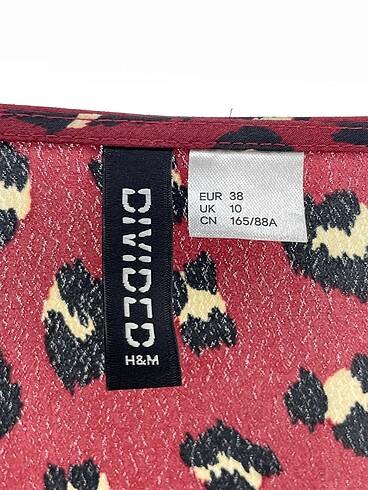 DIVIDED
H&M
EUR 38
UK 10
CN 165/88A